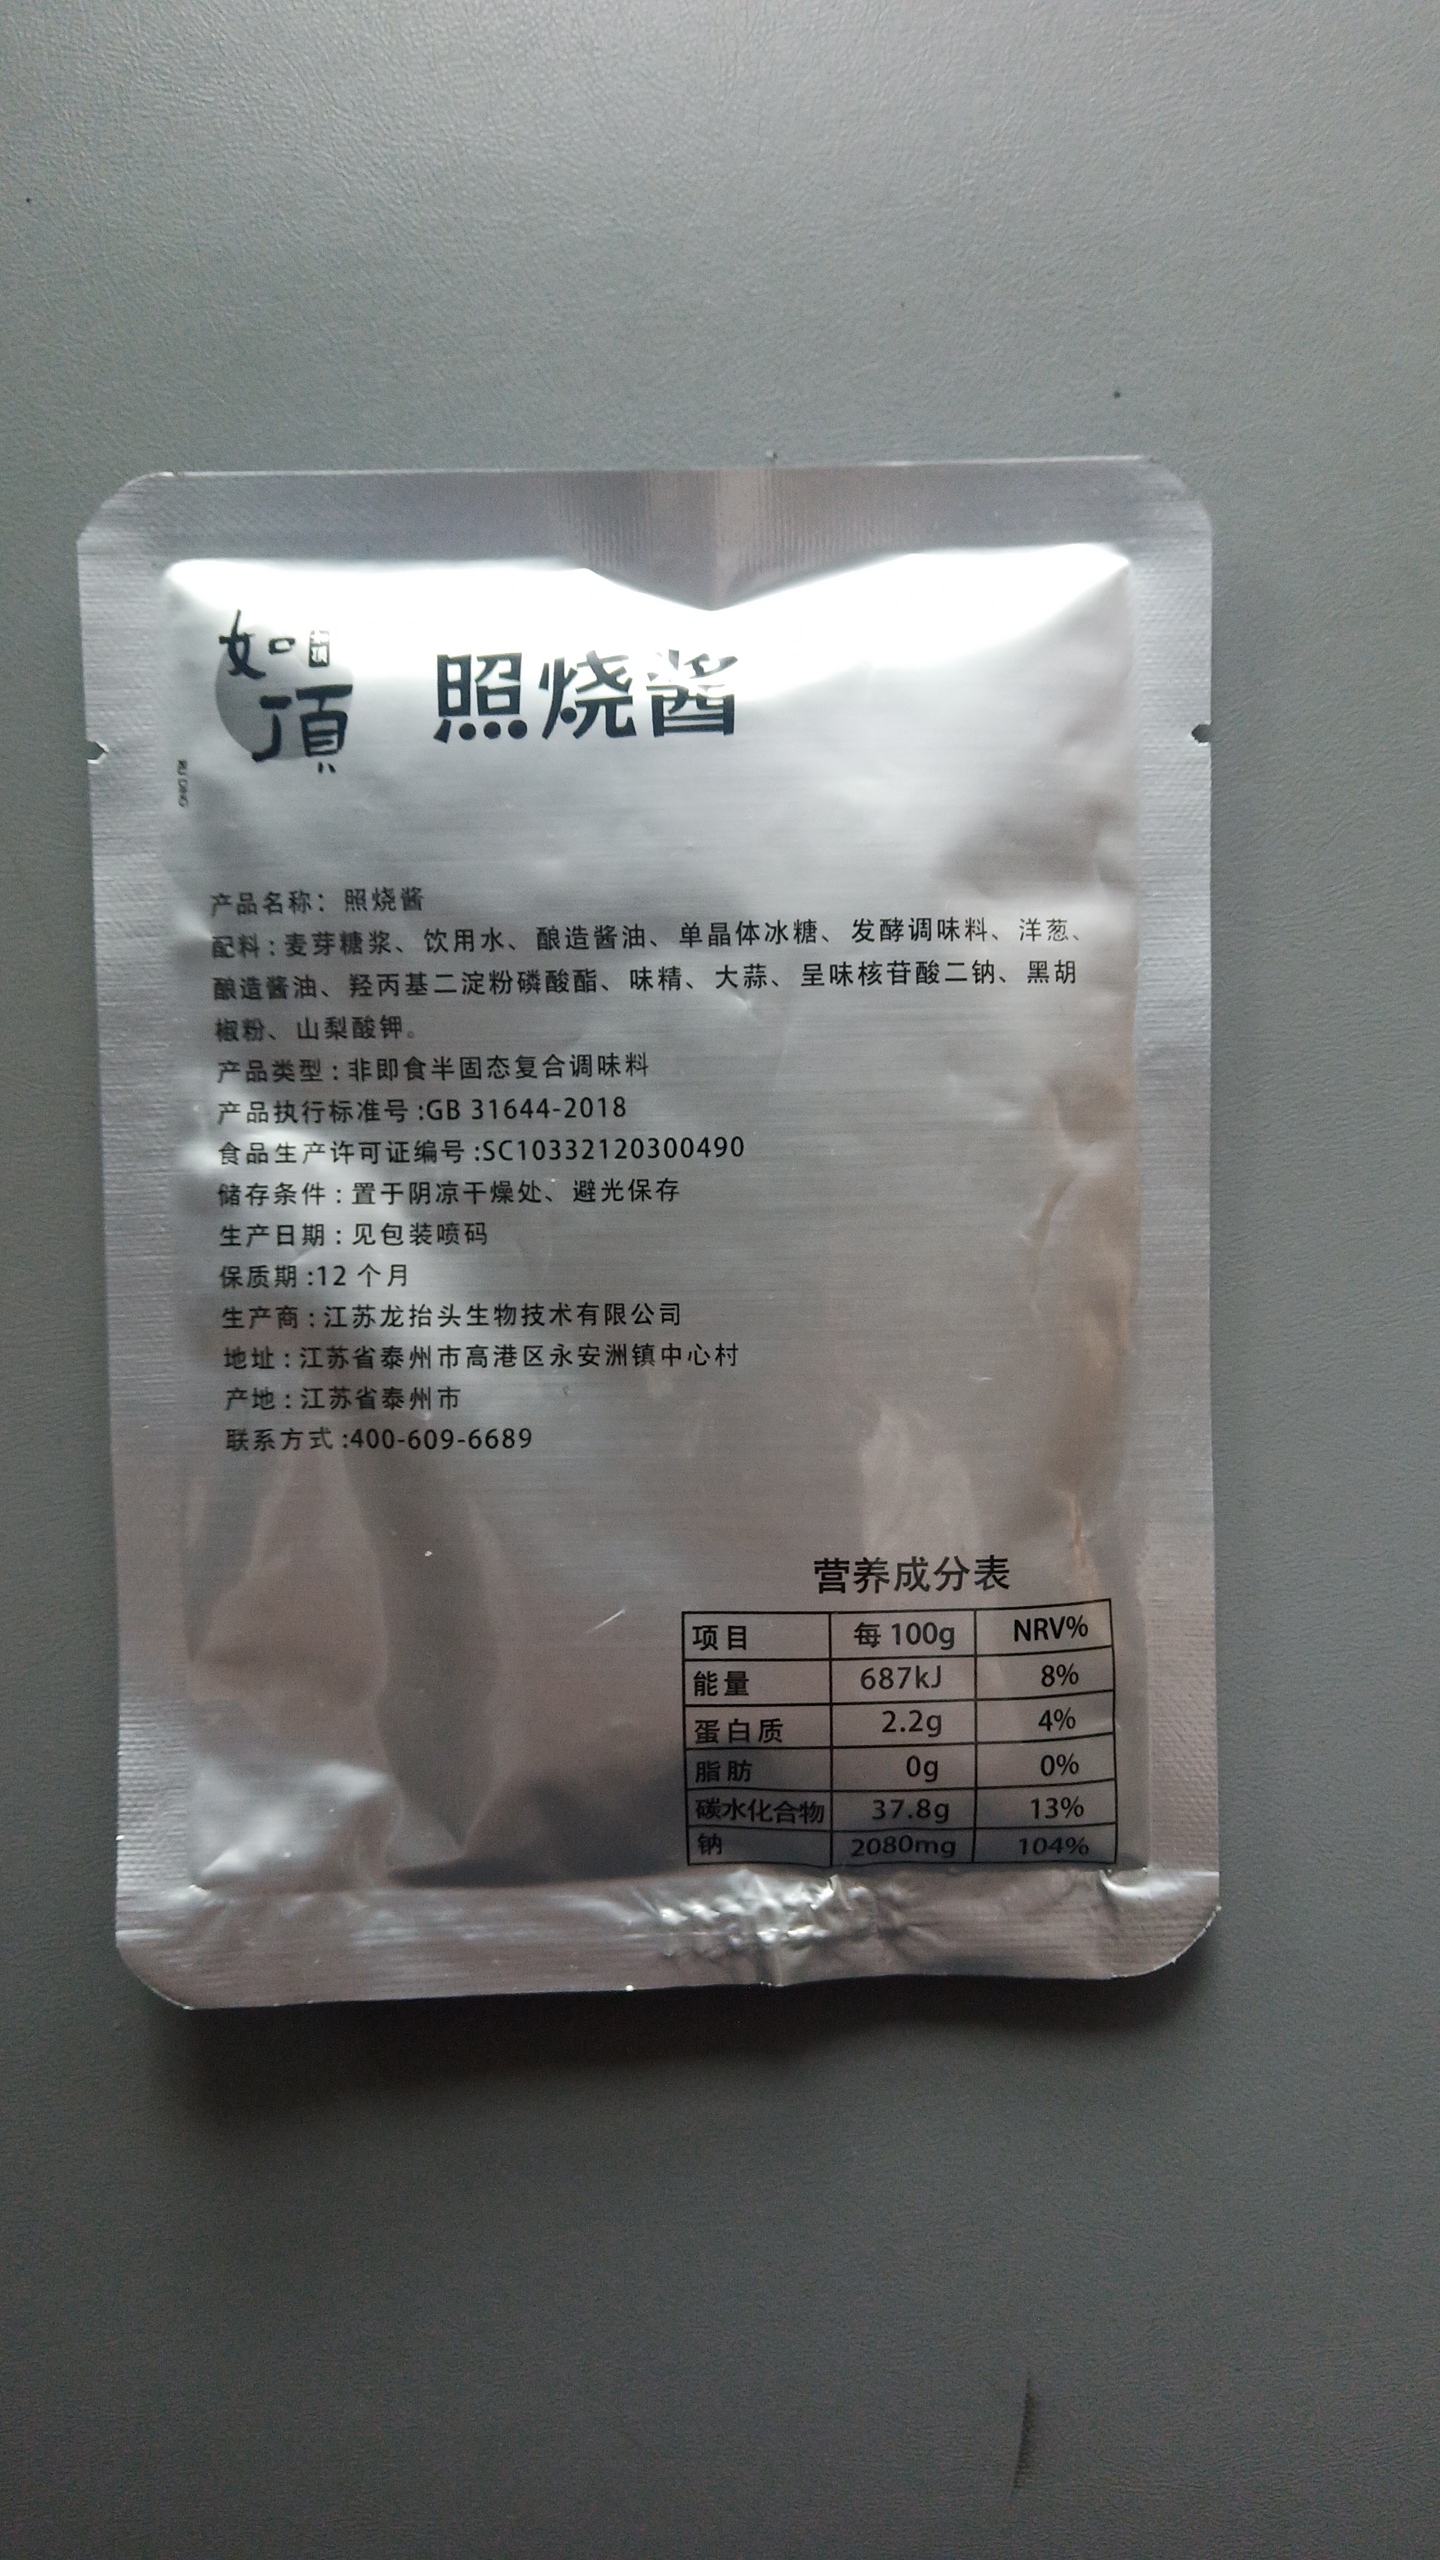 如
頂
照烧酱
RU DING
产品名称：照烧酱
配料：麦芽糖浆、饮用水、酿造酱油、单晶体冰糖、发酵调味料、洋葱、
酿造酱油、羟丙基二淀粉磷酸酯、味精、大蒜、呈味核苷酸二钠、黑胡
椒粉、山梨酸钾。
产品类型：非即食半固态复合调味料
产品执行标准号:GB 31644-2018
食品生产许可证编号:SC10332120300490
储存条件：置于阴凉干燥处、避光保存
生产日期：见包装喷码
保质期:12 个月
生产商：江苏龙抬头生物技术有限公司
地址：江苏省泰州市高港区永安洲镇中心村
产地：江苏省泰州市
联系方式:400-609-6689
营养成分表
项目 每 100g NRV%
能量 687kJ 8%
蛋白质 2.2g 4%
脂肪 0g 0%
碳水化合物 37.8g 13%
钠 2080mg 104%